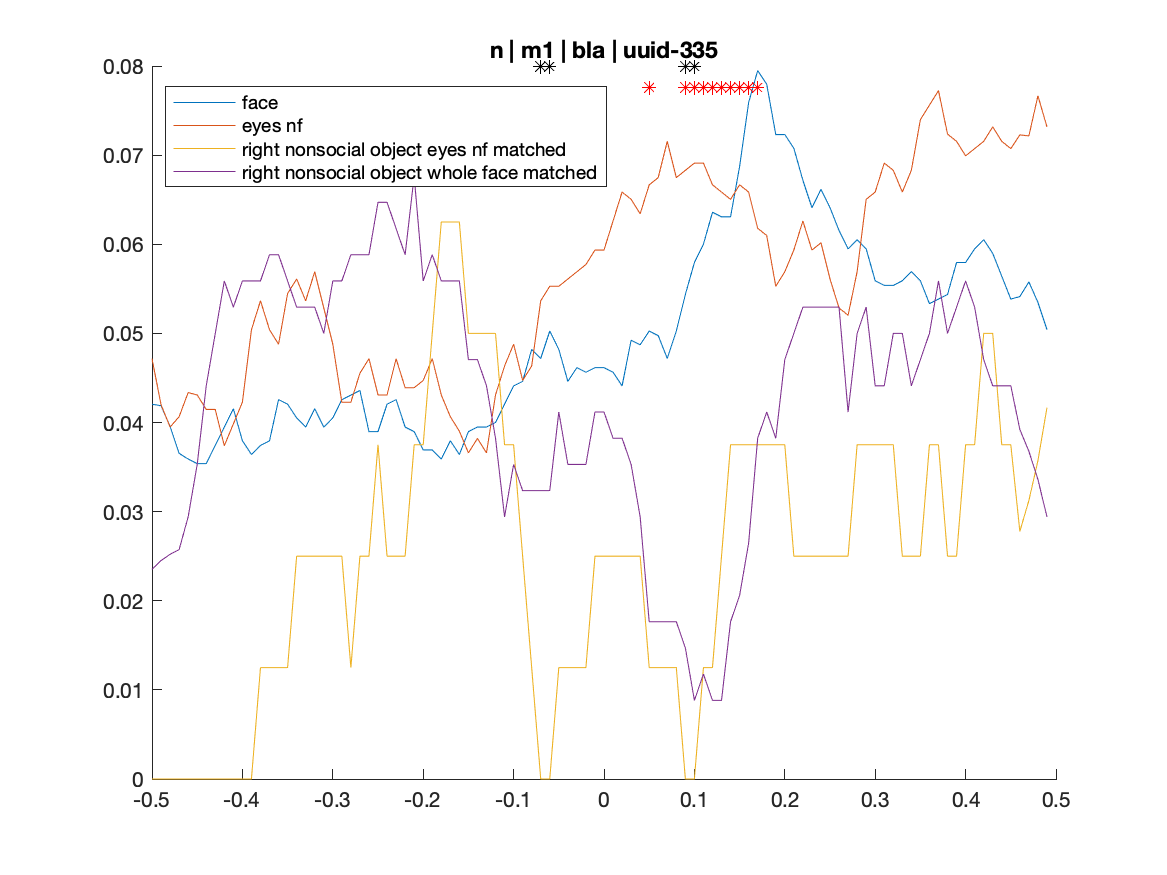 n | m1 | bla | uuid-335
face
eyes nf
right nonsocial object eyes nf matched
right nonsocial object whole face matched
0.08
0.07
0.06
0.05
0.04
0.03
0.02
0.01
0
-0.5 -0.4 -0.3 -0.2 -0.1 0 0.1 0.2 0.3 0.4 0.5